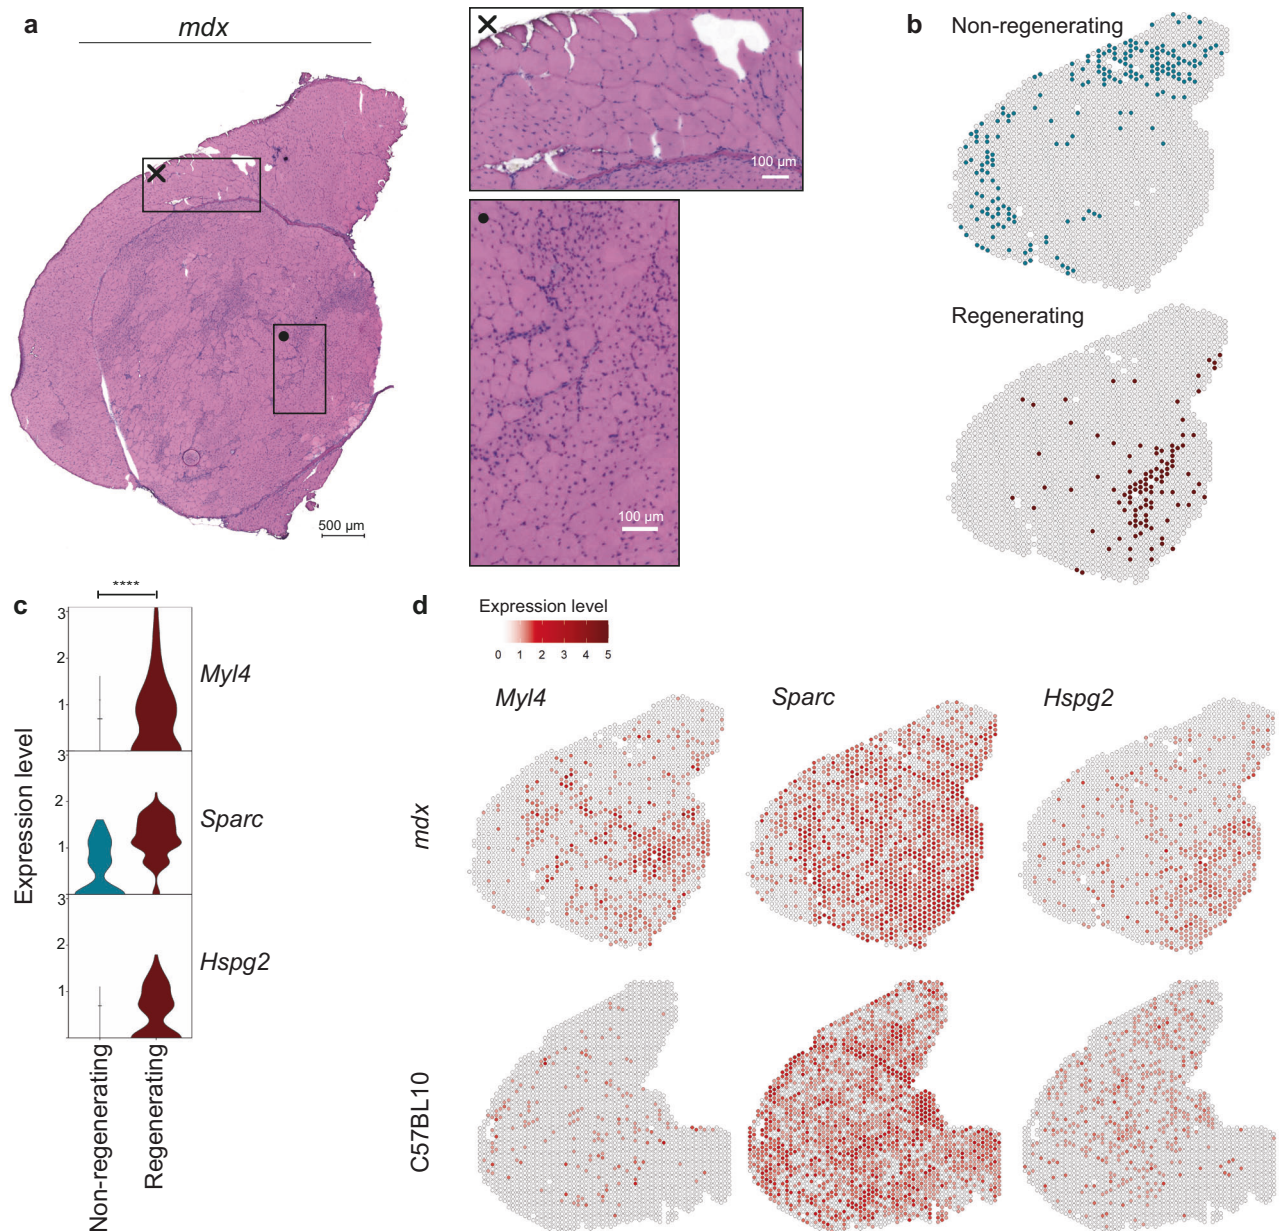 a
mdx
500 µm
100 µm
100 µm
b
Non-regenerating
Regenerating
c
****
Expression level
3
2
1
Myl4
3
2
1
Sparc
3
2
1
Hspg2
Non-regenerating
Regenerating
d
Expression level
0 1 2 3 4 5
Myl4 Sparc Hspg2
mdx
C57BL10